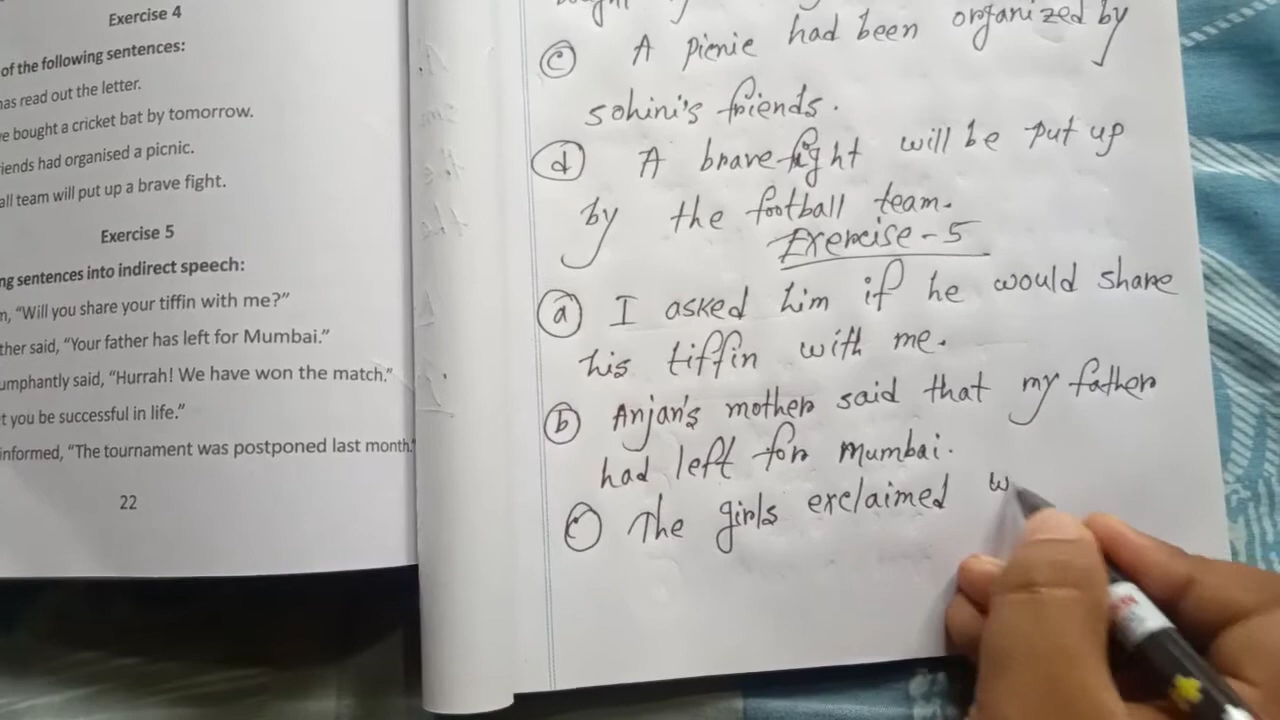 Exercise 4
of the following sentences:
has read out the letter.
bought a cricket bat by tomorrow.
friends had organised a picnic.
team will put up a brave fight.
Exercise 5
sentences into indirect speech:
“Will you share your tiffin with me?”
said, “Your father has left for Mumbai.”
said, “Hurrah! We have won the match.”
you be successful in life.”
informed, “The tournament was postponed last month.
22
c A picnic had been organized by
sohini's friends.
d A brave fight will be put up
by the football team.
Exercise-5
a I asked him if he would share
his tiffin with me.
b Anjan's mother said that my father
had left for Mumbai.
c The girls exclaimed w